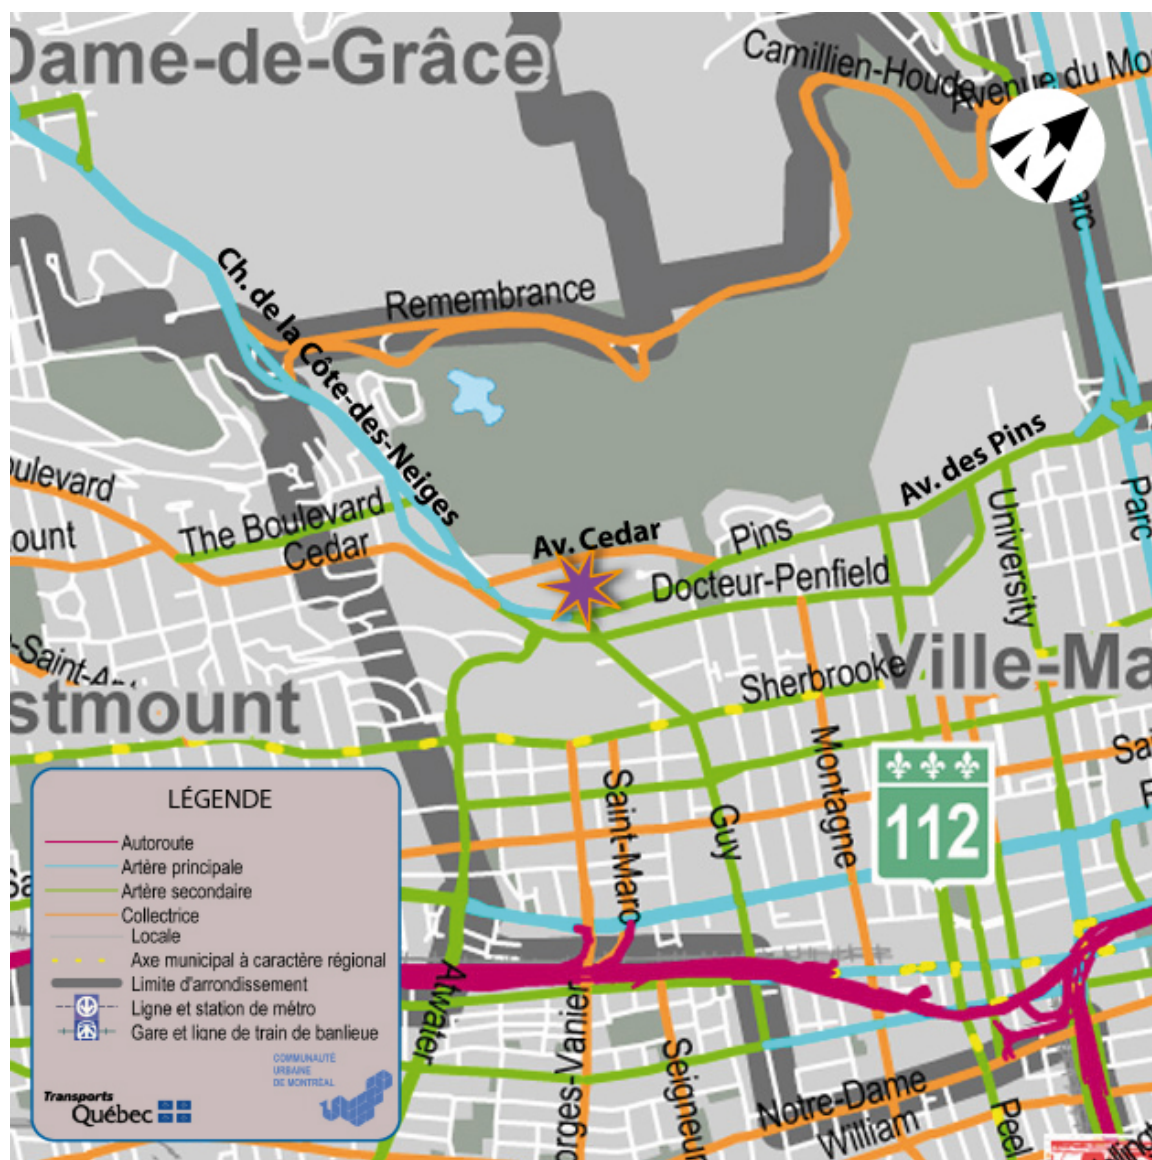 Dame-de-Grâce
Camillien-Houde
Avenue du Mo
Parc
Ch. de la Côte-des-Neiges
Remembrance
oulevard
ount
The Boulevard
Cedar
Av. Cedar
Pins
Av. des Pins
Docteur-Penfield
University
Parc
-Saint-An
stmount
Sherbrooke
Ville-Ma
Saint-Marc
Guy
Montagne
112
Sa
Sa
Atwater
orges-Vanier
Seigneur
Notre-Dame
William
Peel
LÉGENDE
Autoroute
Artère principale
Artère secondaire
Collectrice
Locale
Axe municipal à caractère régional
Limite d'arrondissement
Ligne et station de métro
Gare et ligne de train de banlieue
COMMUNAUTÉ
URBAINE
DE MONTRÉAL
Transports
Québec